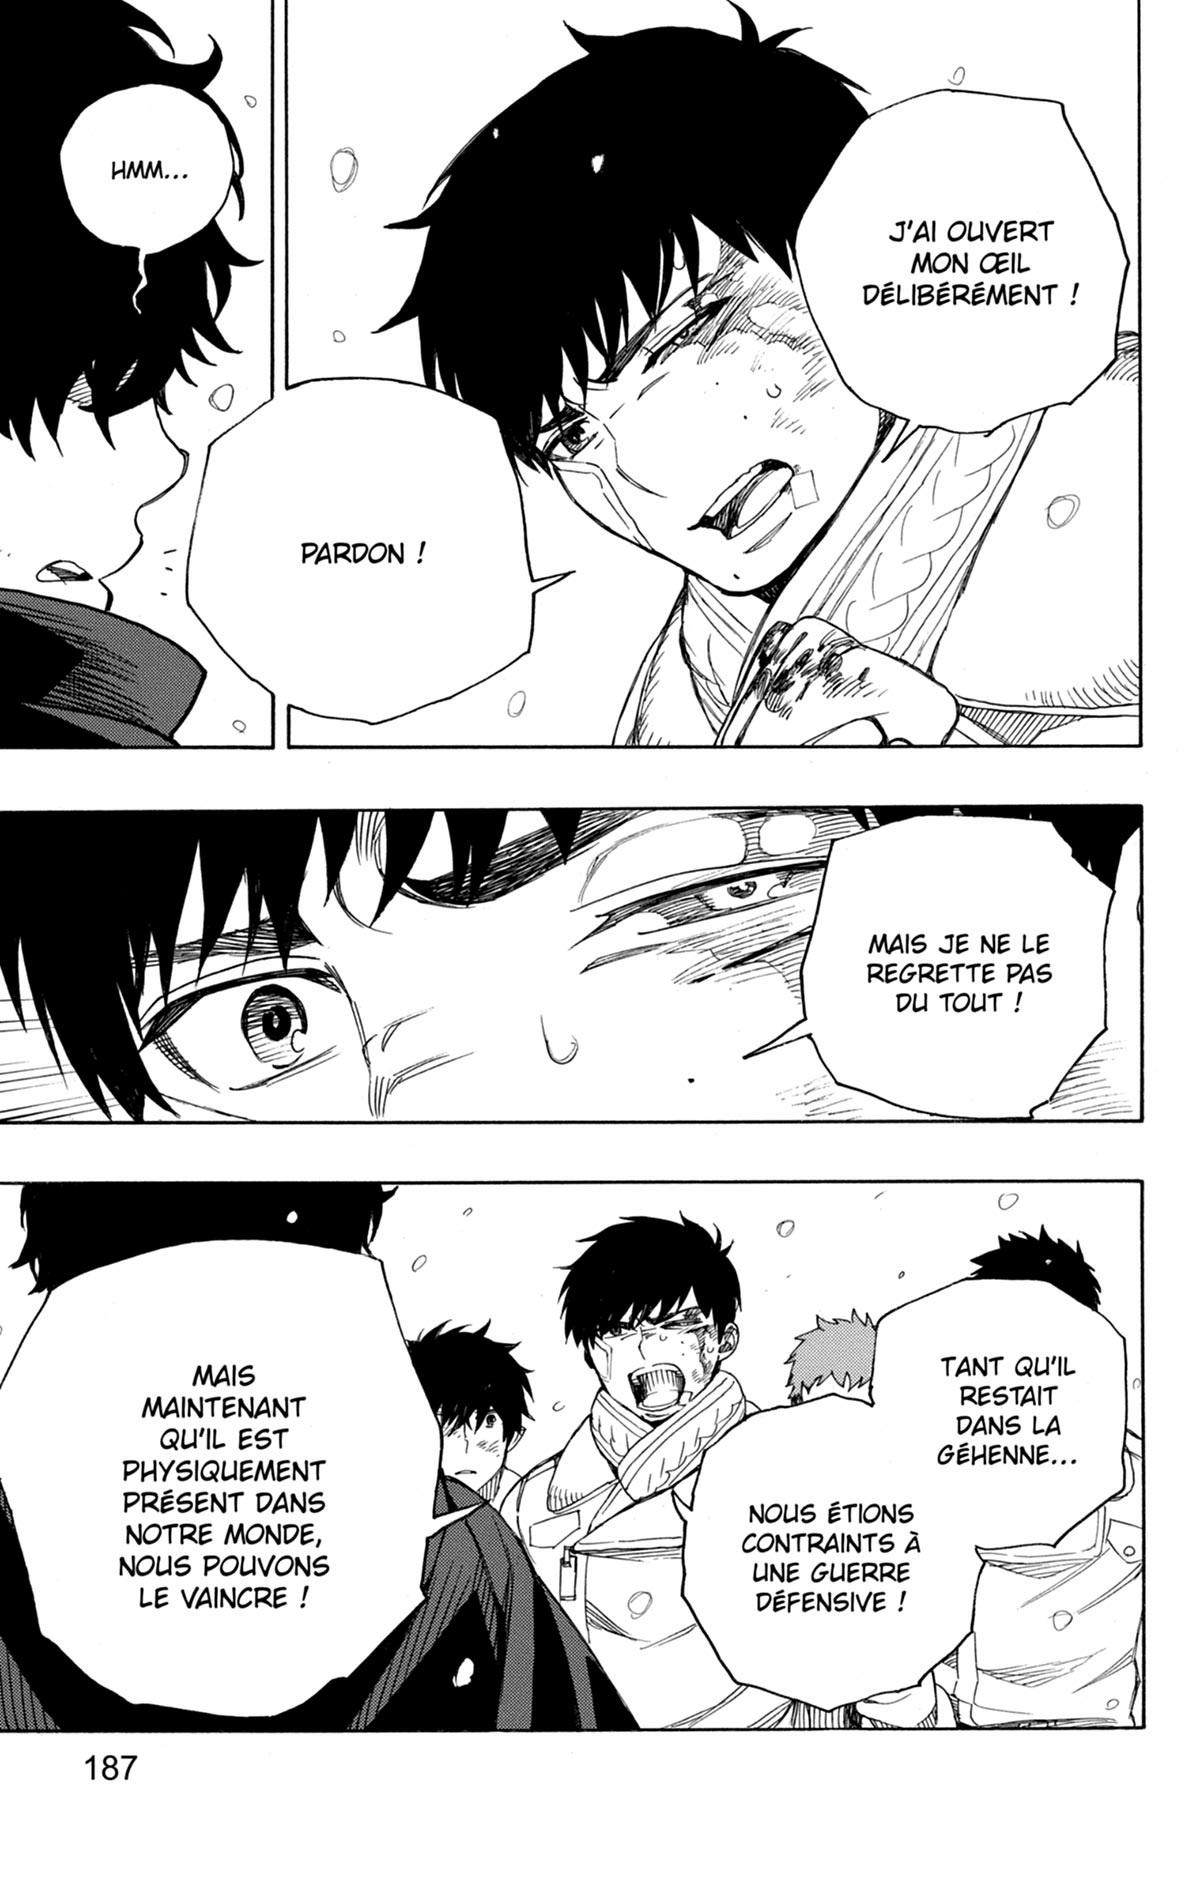 J'AI OUVERT
MON ŒIL
DÉLIBÉRÉMENT !
PARDON !
HMM...
MAIS JE NE LE
REGRETTE PAS
DU TOUT !
TANT QU'IL
RESTAIT
DANS LA
GÉHENNE...
NOUS ÉTIONS
CONTRAINTS À
UNE GUERRE
DÉFENSIVE !
MAIS
MAINTENANT
QU'IL EST
PHYSIQUEMENT
PRÉSENT DANS
NOTRE MONDE,
NOUS POUVONS
LE VAINCRE !
187